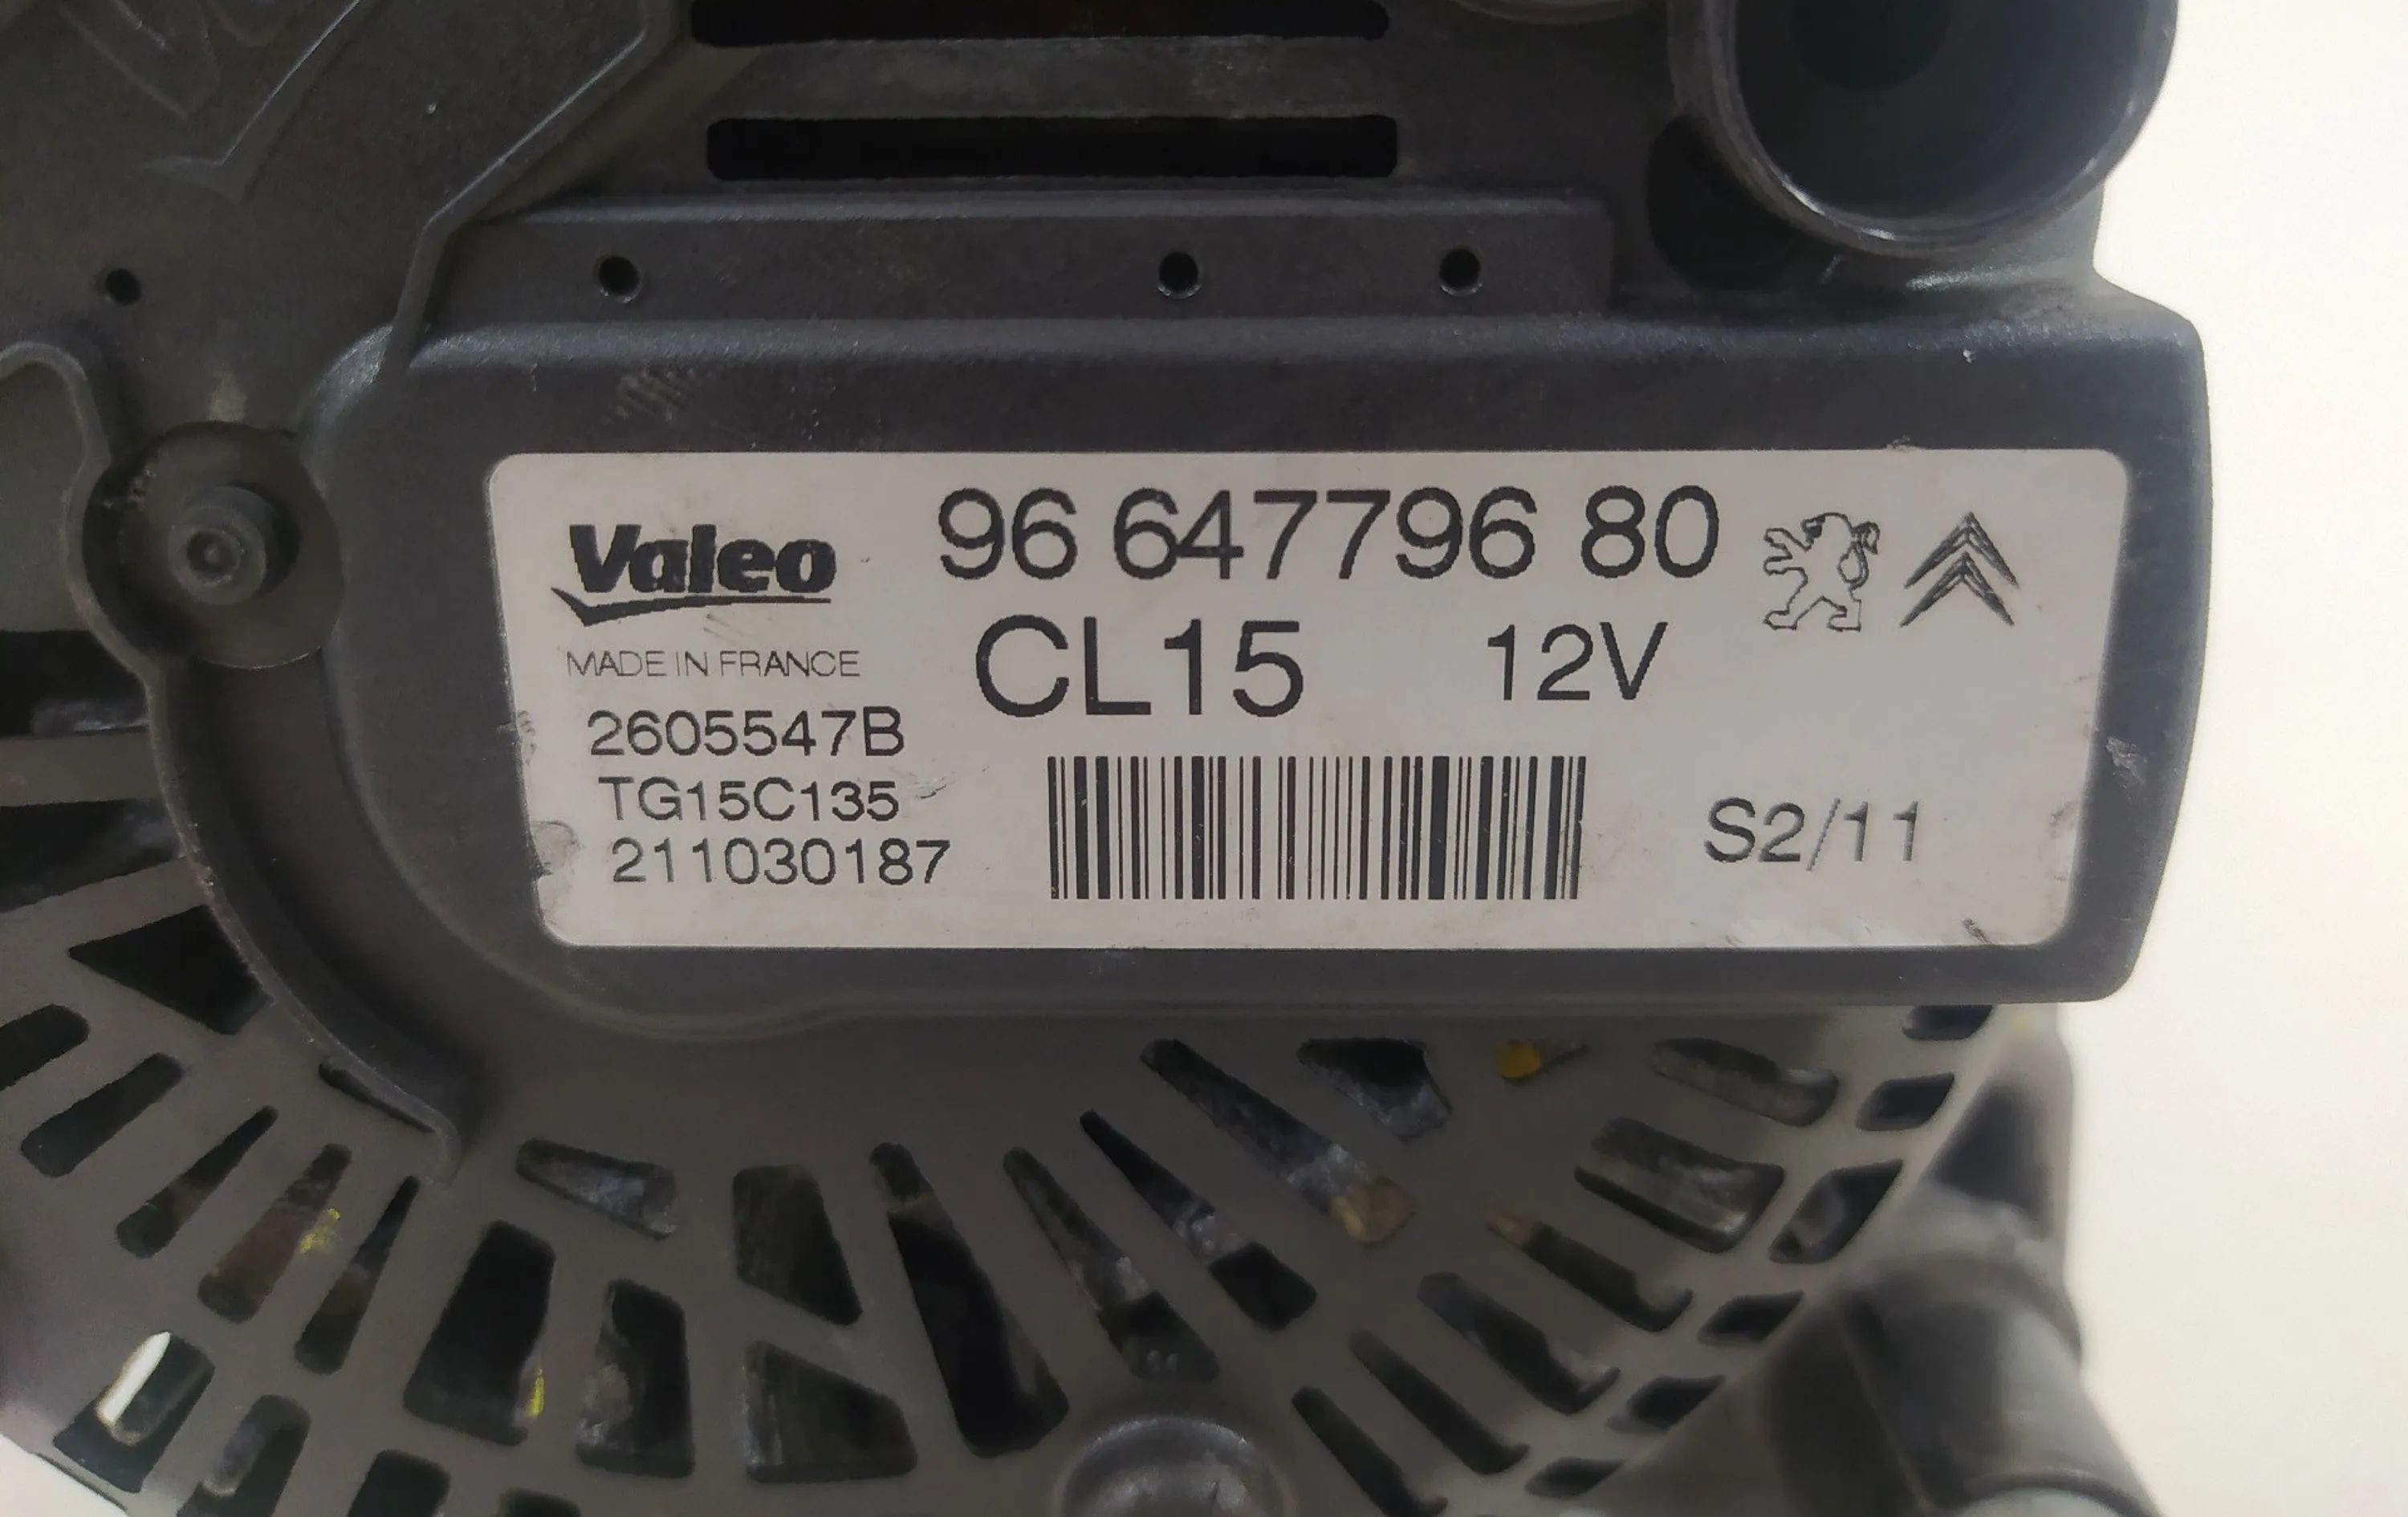 Valeo
96 647796 80
MADE IN FRANCE
CL15 12V
2605547B
TG15C135
211030187
S2/11